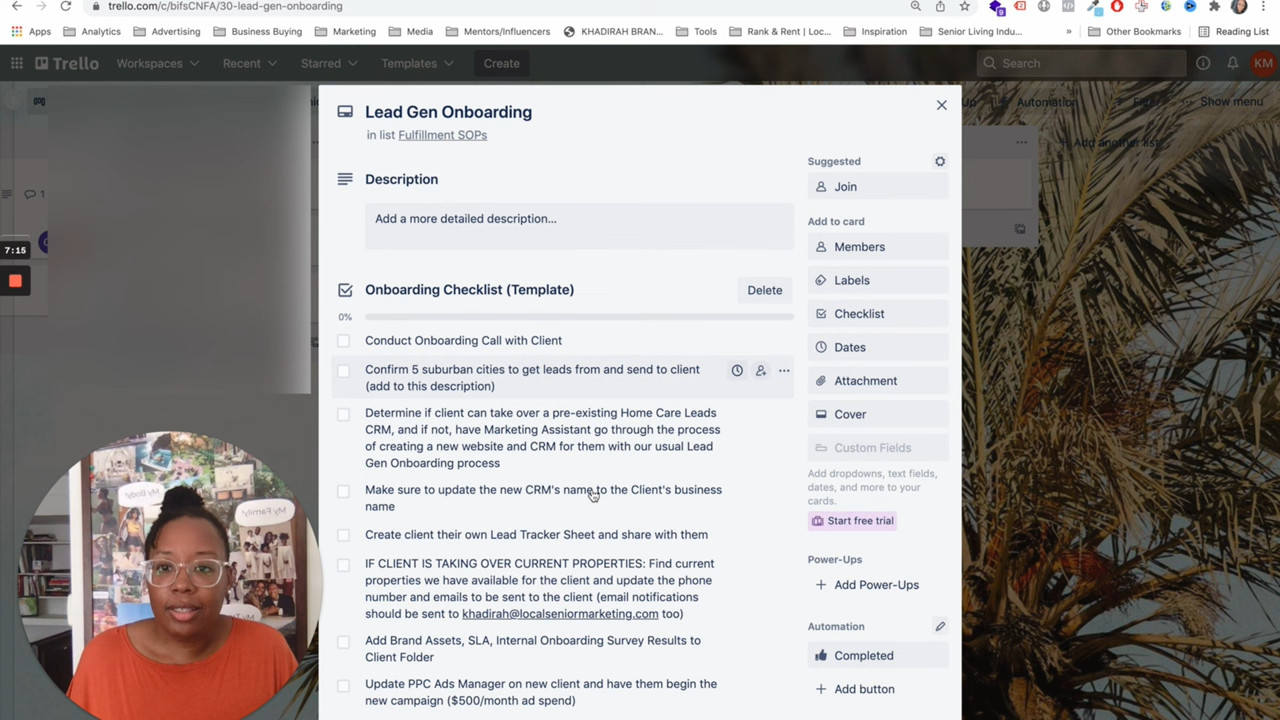 trello.com/c/bifsCNFA/30-lead-gen-onboarding
Apps Analytics Advertising Business Buying Marketing Media Mentors/Influencers KHADIRAH BRAN... Tools Rank & Rent | Loc... Inspiration Senior Living Indu... » Other Bookmarks Reading List
Trello Workspaces Recent Starred Templates Create Search KM
Automation
Show menu
Add another list
1
7:15
Lead Gen Onboarding
in list Fulfillment SOPs
Description
Add a more detailed description...
Onboarding Checklist (Template)
Delete
0%
Conduct Onboarding Call with Client
Confirm 5 suburban cities to get leads from and send to client
(add to this description)
Determine if client can take over a pre-existing Home Care Leads
CRM, and if not, have Marketing Assistant go through the process
of creating a new website and CRM for them with our usual Lead
Gen Onboarding process
Make sure to update the new CRM's name to the Client's business
name
Create client their own Lead Tracker Sheet and share with them
IF CLIENT IS TAKING OVER CURRENT PROPERTIES: Find current
properties we have available for the client and update the phone
number and emails to be sent to the client (email notifications
should be sent to khadirah@localseniormarketing.com too)
Add Brand Assets, SLA, Internal Onboarding Survey Results to
Client Folder
Update PPC Ads Manager on new client and have them begin the
new campaign ($500/month ad spend)
Suggested
Join
Add to card
Members
Labels
Checklist
Dates
Attachment
Cover
Custom Fields
Add dropdowns, text fields,
dates, and more to your
cards.
Start free trial
Power-Ups
+ Add Power-Ups
Automation
Completed
+ Add button
My Body!
My Family!